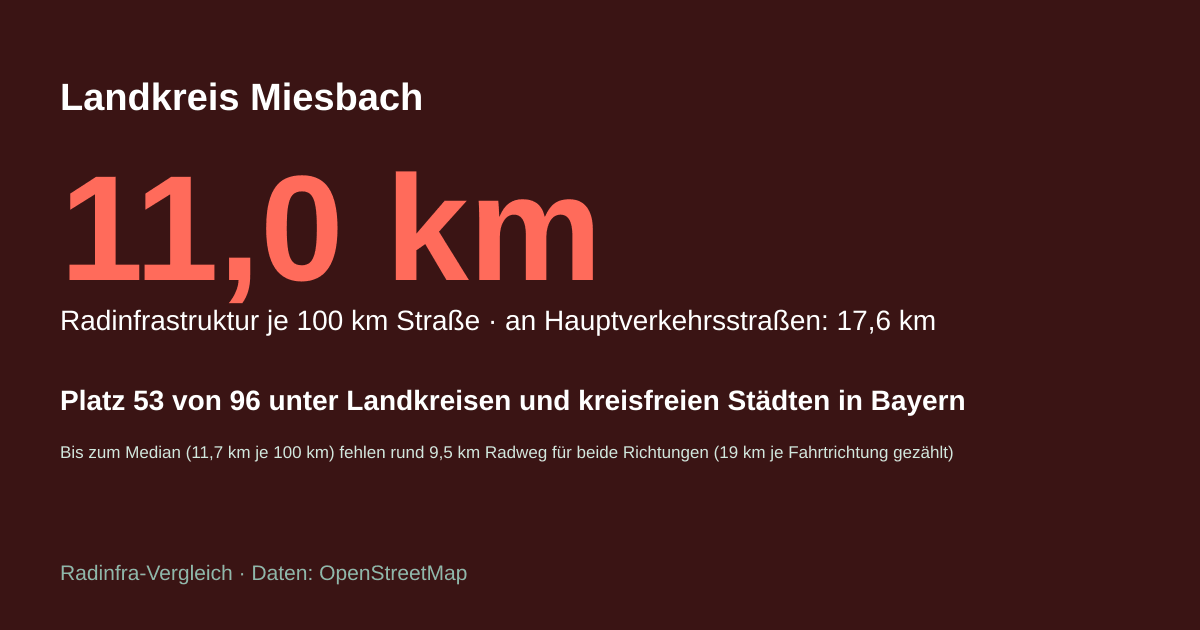 Landkreis Miesbach
11,0 km
Radinfrastruktur je 100 km Straße · an Hauptverkehrsstraßen: 17,6 km
Platz 53 von 96 unter Landkreisen und kreisfreien Städten in Bayern
Bis zum Median (11,7 km je 100 km) fehlen rund 9,5 km Radweg für beide Richtungen (19 km je Fahrtrichtung gezählt)
Radinfra-Vergleich · Daten: OpenStreetMap